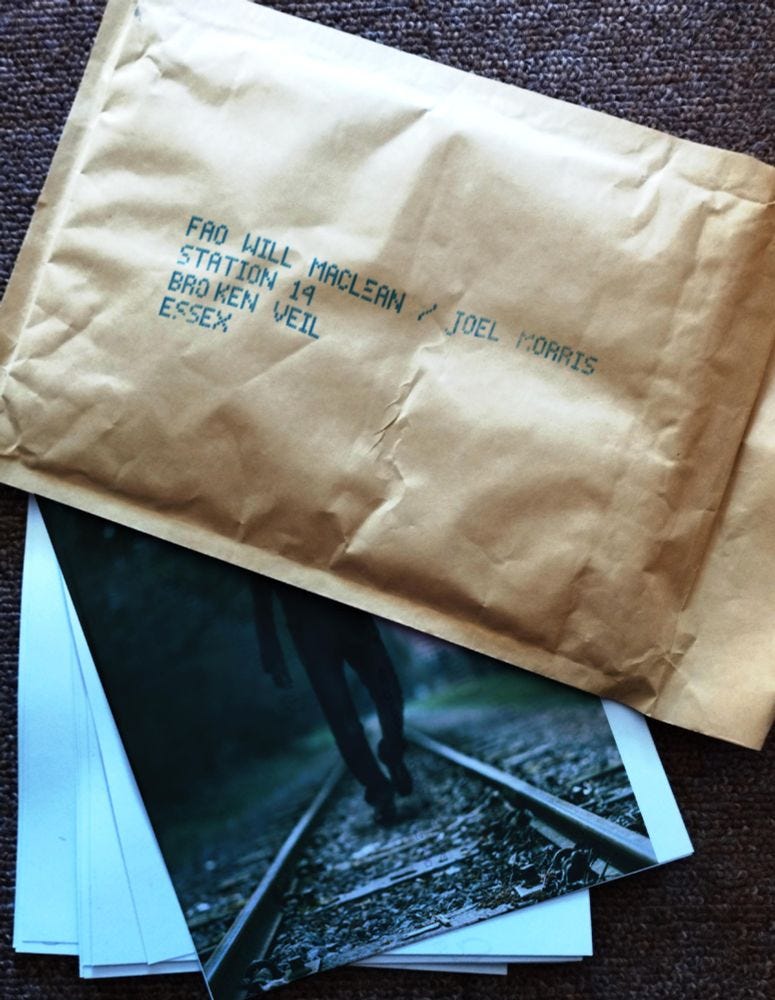 FAO WILL MACLEAN / JOEL MORRIS
STATION 14
BROKEN VEIL
ESSEX